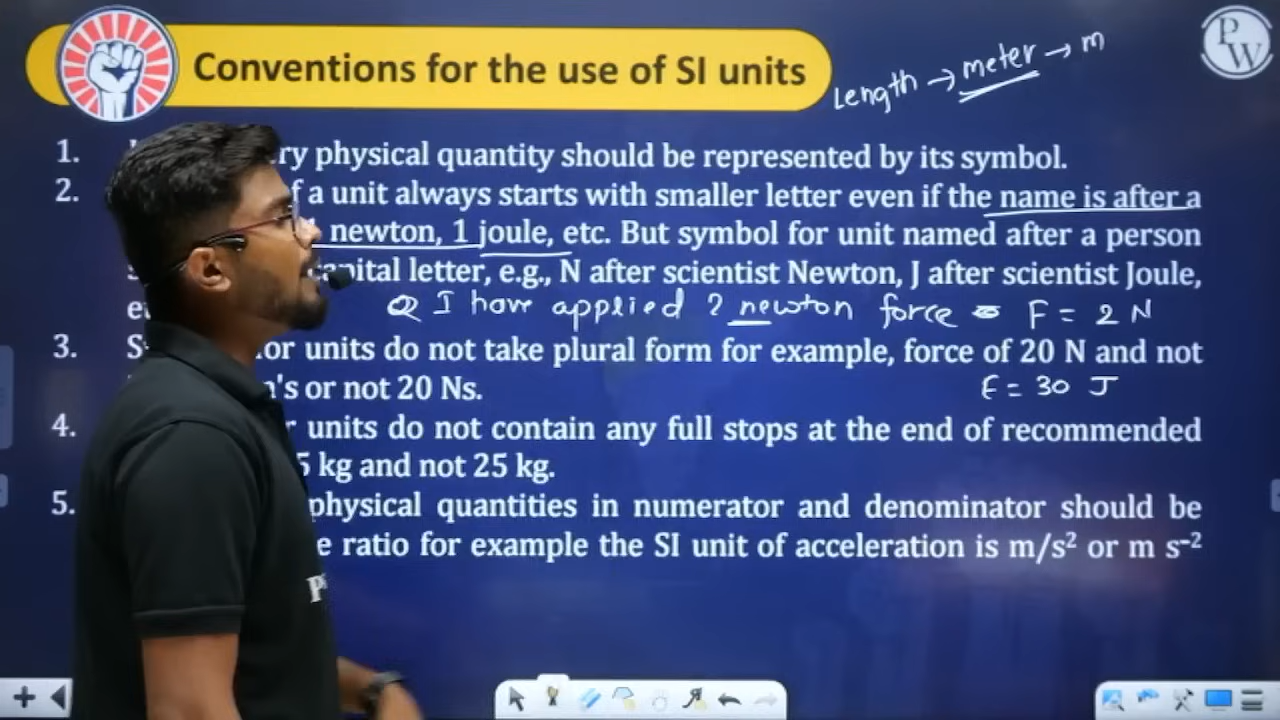 Conventions for the use of SI units
Length → meter → m
PW
1. ry physical quantity should be represented by its symbol.
2. f a unit always starts with smaller letter even if the name is after a
newton, 1 joule, etc. But symbol for unit named after a person
pital letter, e.g., N after scientist Newton, J after scientist Joule,
Q I have applied 2 newton force F = 2 N
3. S or units do not take plural form for example, force of 20 N and not
n's or not 20 Ns.
E = 30 J
4. r units do not contain any full stops at the end of recommended
5 kg and not 25 kg.
5. physical quantities in numerator and denominator should be
e ratio for example the SI unit of acceleration is m/s² or m s⁻²
P